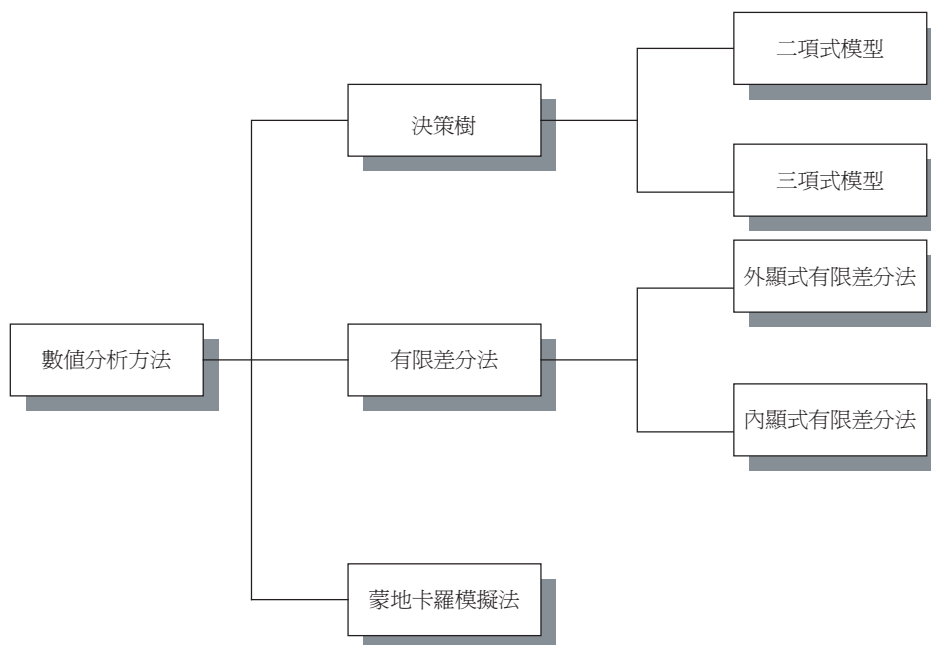 二項式模型
決策樹
三項式模型
外顯式有限差分法
數值分析方法
有限差分法
內顯式有限差分法
蒙地卡羅模擬法